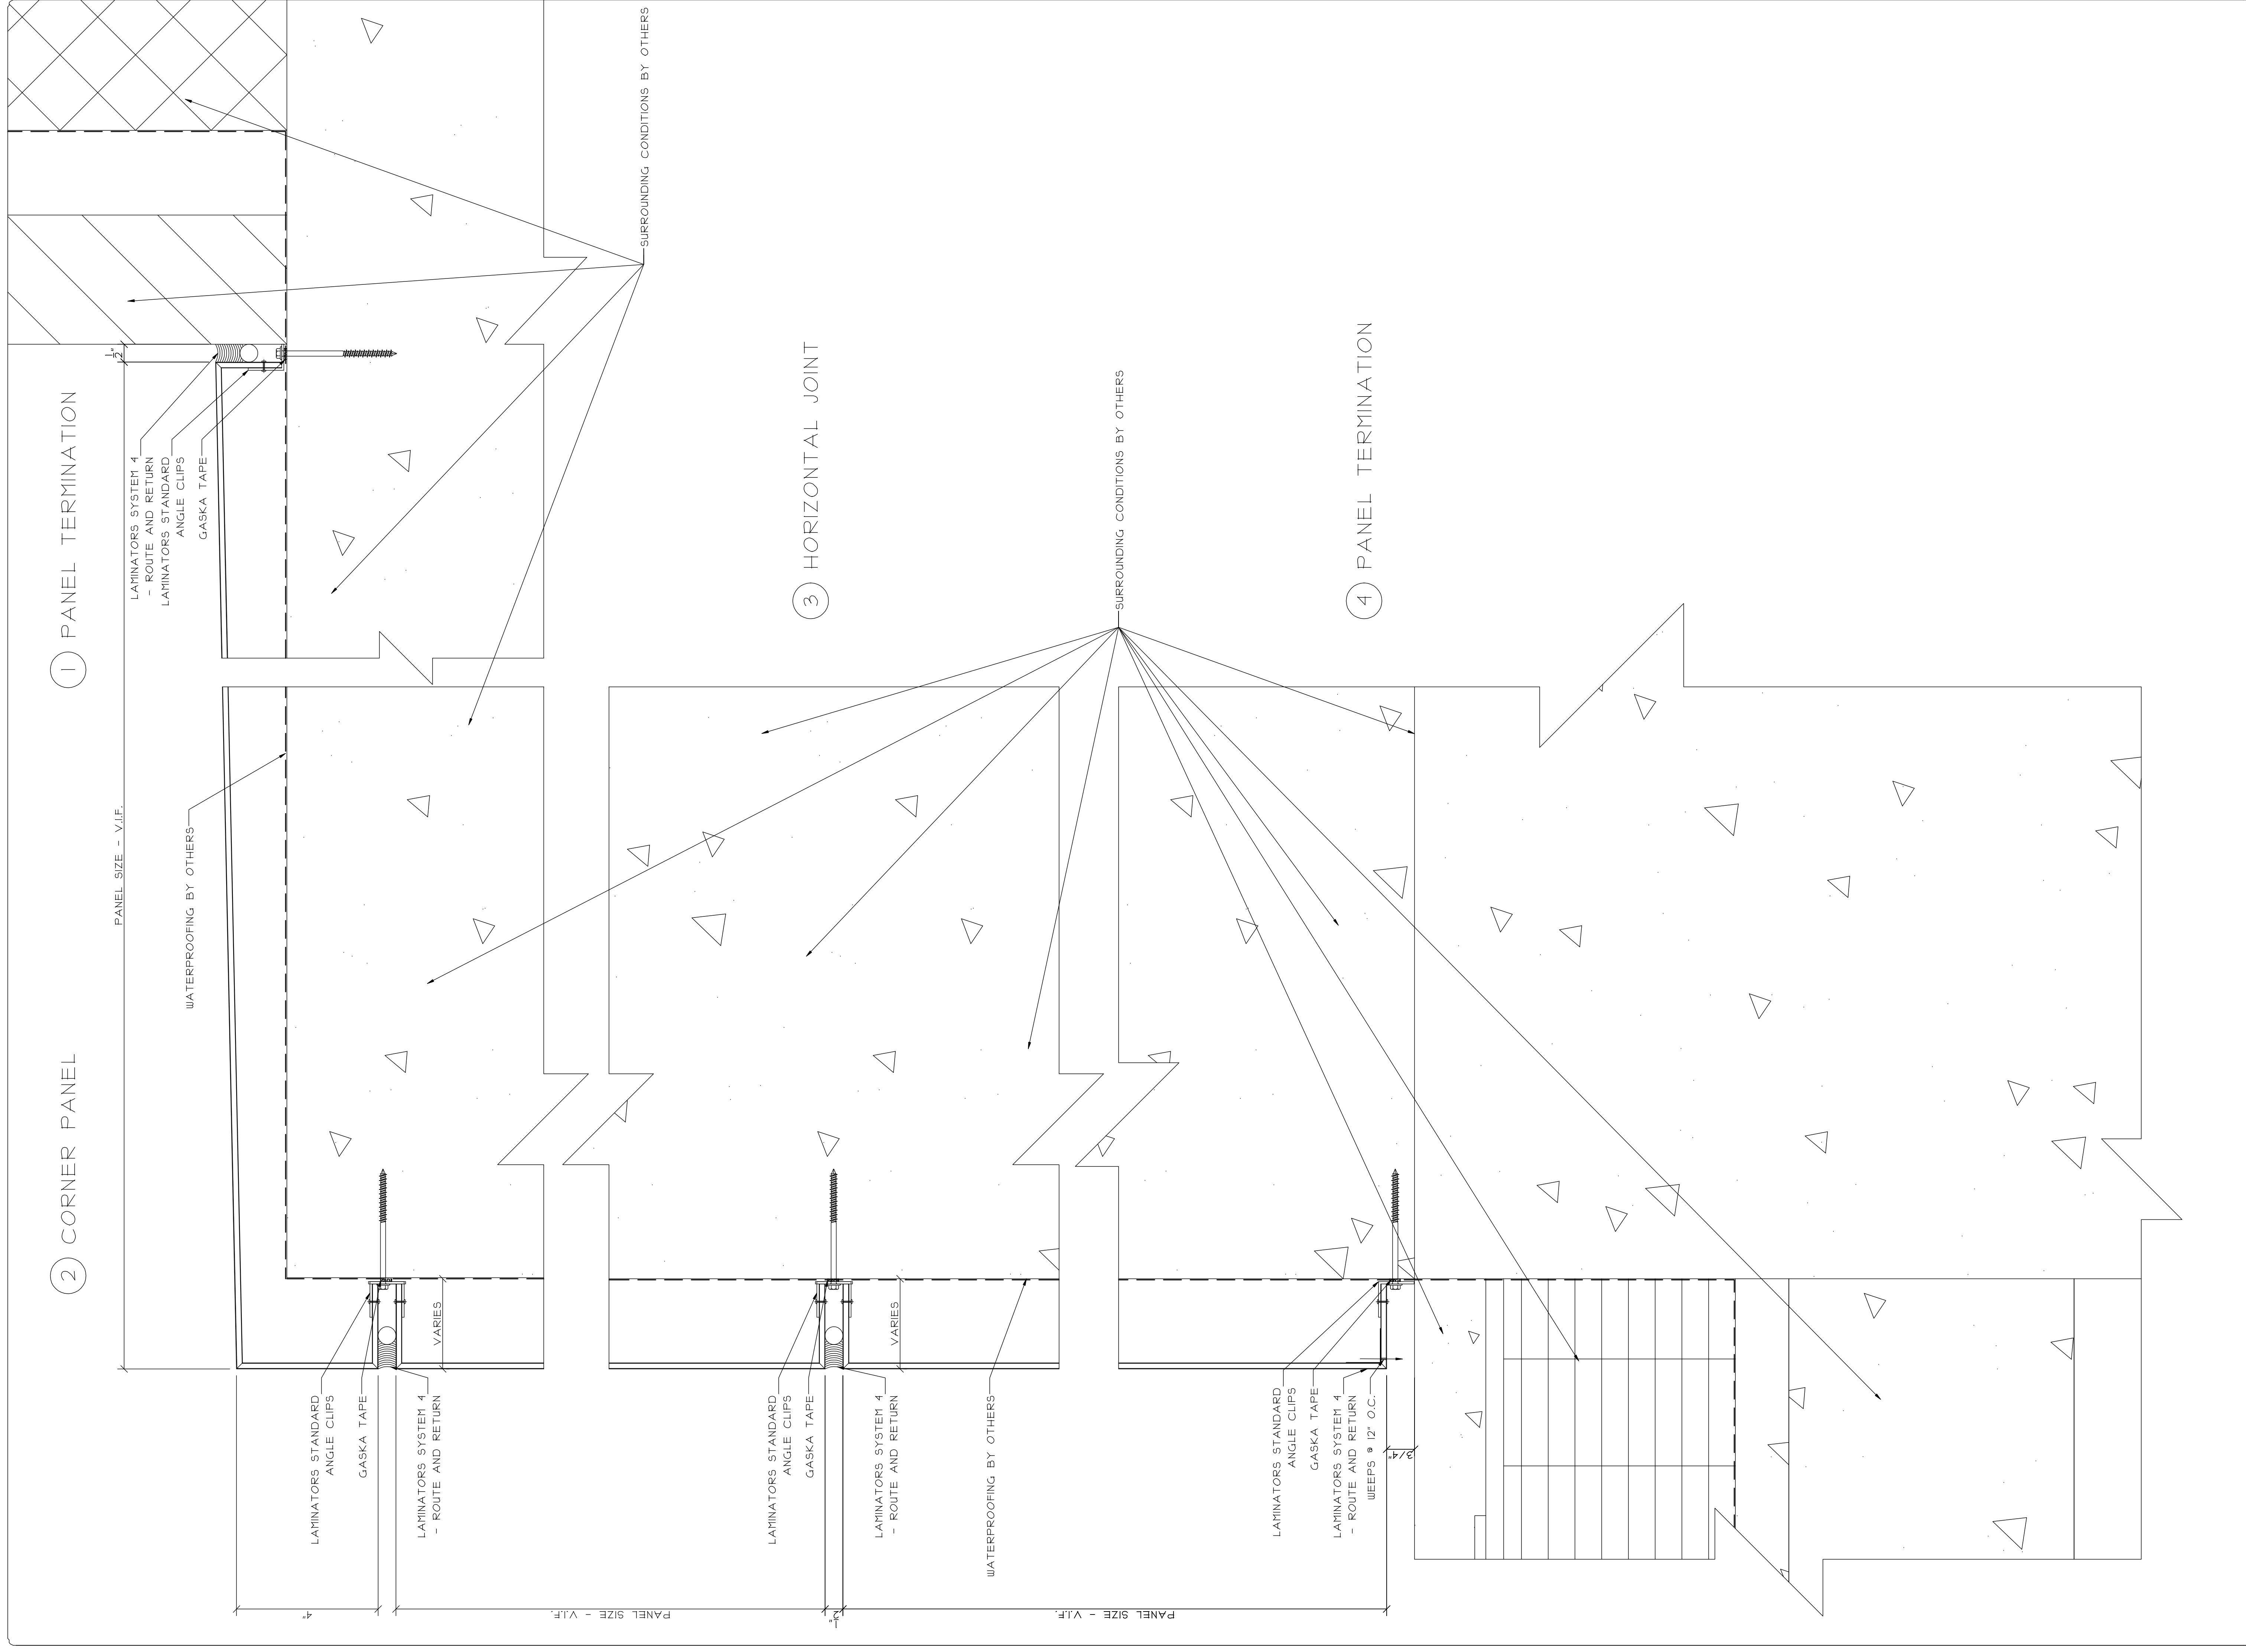 1 PANEL TERMINATION
2 CORNER PANEL
3 HORIZONTAL JOINT
4 PANEL TERMINATION
SURROUNDING CONDITIONS BY OTHERS
1/2"
LAMINATORS SYSTEM 4
- ROUTE AND RETURN
LAMINATORS STANDARD
ANGLE CLIPS
GASKA TAPE
PANEL SIZE - V.I.F.
WATERPROOFING BY OTHERS
SURROUNDING CONDITIONS BY OTHERS
VARIES
VARIES
LAMINATORS STANDARD
ANGLE CLIPS
GASKA TAPE
LAMINATORS SYSTEM 4
- ROUTE AND RETURN
LAMINATORS STANDARD
ANGLE CLIPS
GASKA TAPE
LAMINATORS SYSTEM 4
- ROUTE AND RETURN
WATERPROOFING BY OTHERS
LAMINATORS STANDARD
ANGLE CLIPS
GASKA TAPE
LAMINATORS SYSTEM 4
- ROUTE AND RETURN
WEEPS @ 12" O.C.
3/4"
4"
PANEL SIZE - V.I.F.
1/2"
PANEL SIZE - V.I.F.